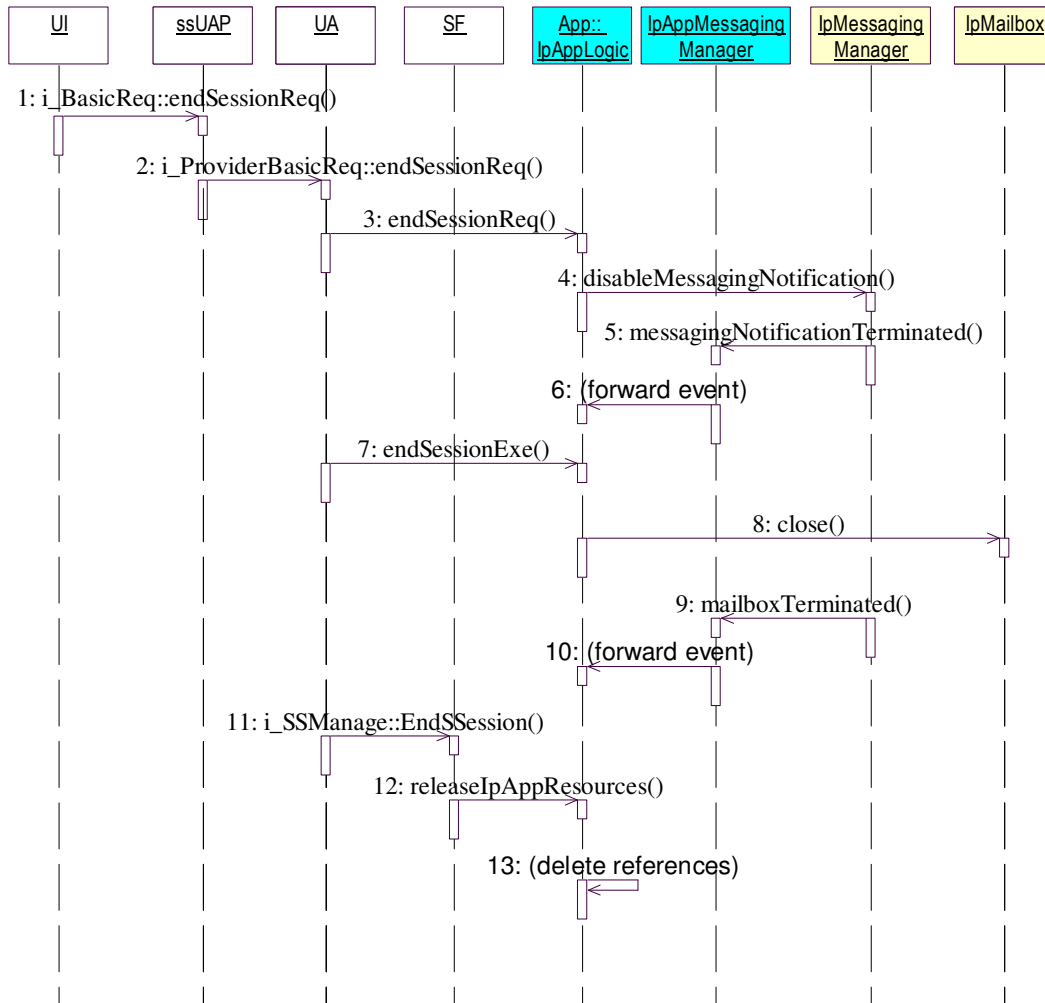 UI
ssUAP
UA
SF
App::
IpAppLogic
IpAppMessaging
Manager
IpMessaging
Manager
IpMailbox
1: i_BasicReq::endSessionReq()
2: i_ProviderBasicReq::endSessionReq()
3: endSessionReq()
4: disableMessagingNotification()
5: messagingNotificationTerminated()
6: (forward event)
7: endSessionExe()
8: close()
9: mailboxTerminated()
10: (forward event)
11: i_SSManage::EndSSession()
12: releaseIpAppResources()
13: (delete references)